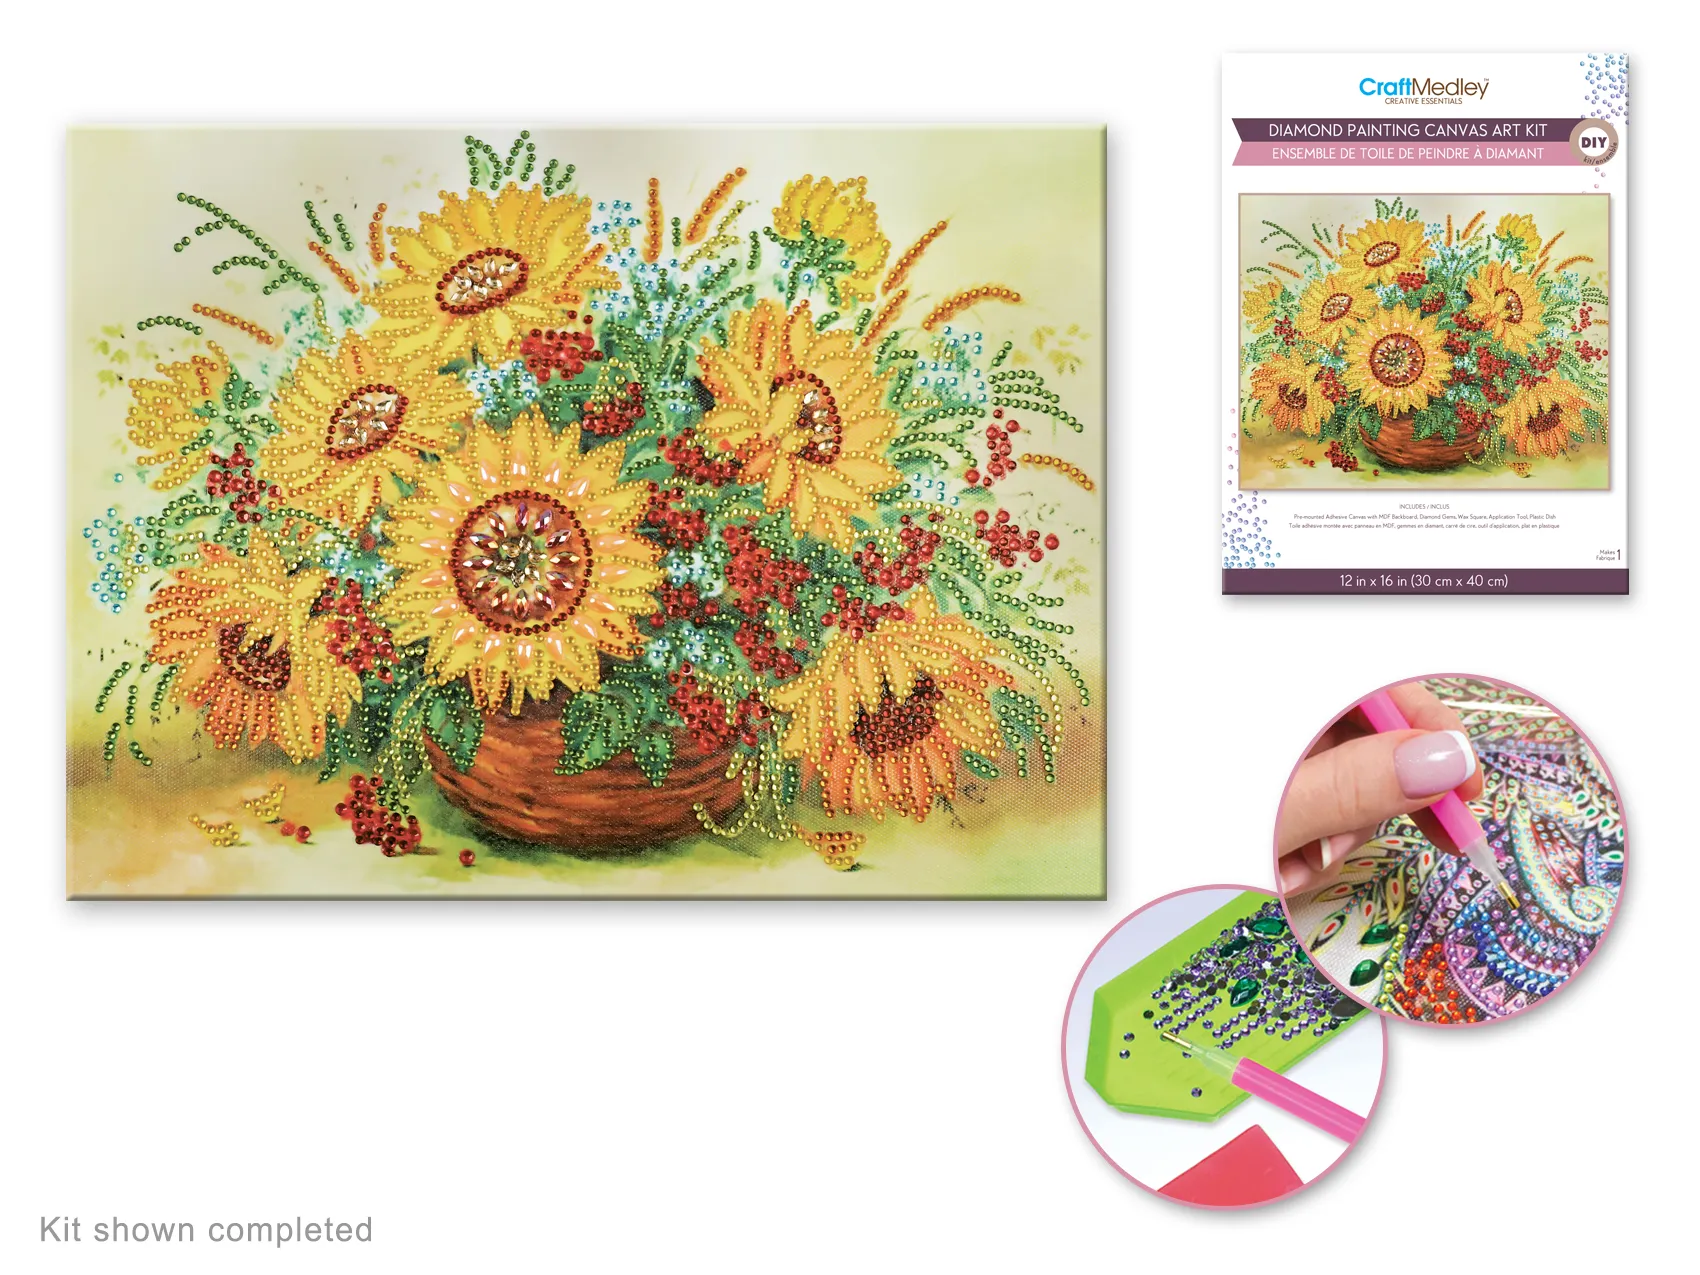 CraftMedley™
CREATIVE ESSENTIALS
DIAMOND PAINTING CANVAS ART KIT
ENSEMBLE DE TOILE DE PEINDRE À DIAMANT
DIY
kit/ensemble
INCLUDES / INCLUS
Pre-mounted Adhesive Canvas with MDF Backboard, Diamond Gems, Wax Square, Application Tool, Plastic Dish
Toile adhésive montée avec panneau en MDF, gemmes en diamant, carré de cire, outil d'application, plat en plastique
Makes
Fabrique 1
12 in x 16 in (30 cm x 40 cm)
Kit shown completed